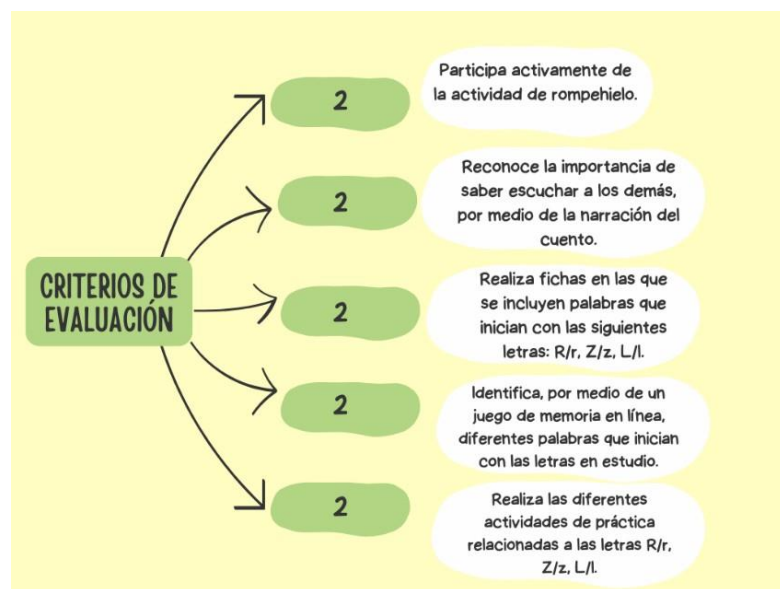 CRITERIOS DE
EVALUACIÓN
2
Participa activamente de
la actividad de rompehielo.
2
Reconoce la importancia de
saber escuchar a los demás,
por medio de la narración del
cuento.
2
Realiza fichas en las que
se incluyen palabras que
inician con las siguientes
letras: R/r, Z/z, L/l.
2
Identifica, por medio de un
juego de memoria en línea,
diferentes palabras que inician
con las letras en estudio.
2
Realiza las diferentes
actividades de práctica
relacionadas a las letras R/r,
Z/z, L/l.